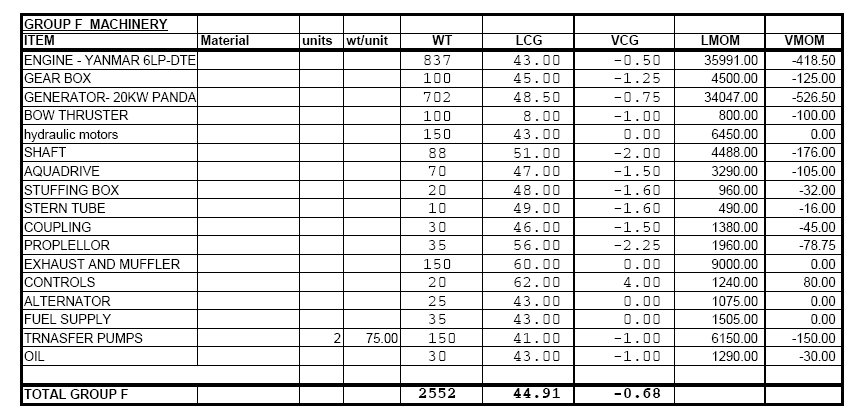 GROUP F MACHINERY
ITEM Material units wt/unit WT LCG VCG LMOM VMOM
ENGINE - YANMAR 6LP-DTE 837 43.00 -0.50 35991.00 -418.50
GEAR BOX 100 45.00 -1.25 4500.00 -125.00
GENERATOR- 20KW PANDA 702 48.50 -0.75 34047.00 -526.50
BOW THRUSTER 100 8.00 -1.00 800.00 -100.00
hydraulic motors 150 43.00 0.00 6450.00 0.00
SHAFT 88 51.00 -2.00 4488.00 -176.00
AQUADRIVE 70 47.00 -1.50 3290.00 -105.00
STUFFING BOX 20 48.00 -1.60 960.00 -32.00
STERN TUBE 10 49.00 -1.60 490.00 -16.00
COUPLING 30 46.00 -1.50 1380.00 -45.00
PROPLELLOR 35 56.00 -2.25 1960.00 -78.75
EXHAUST AND MUFFLER 150 60.00 0.00 9000.00 0.00
CONTROLS 20 62.00 4.00 1240.00 80.00
ALTERNATOR 25 43.00 0.00 1075.00 0.00
FUEL SUPPLY 35 43.00 0.00 1505.00 0.00
TRNASFER PUMPS 2 75.00 150 41.00 -1.00 6150.00 -150.00
OIL 30 43.00 -1.00 1290.00 -30.00
TOTAL GROUP F 2552 44.91 -0.68